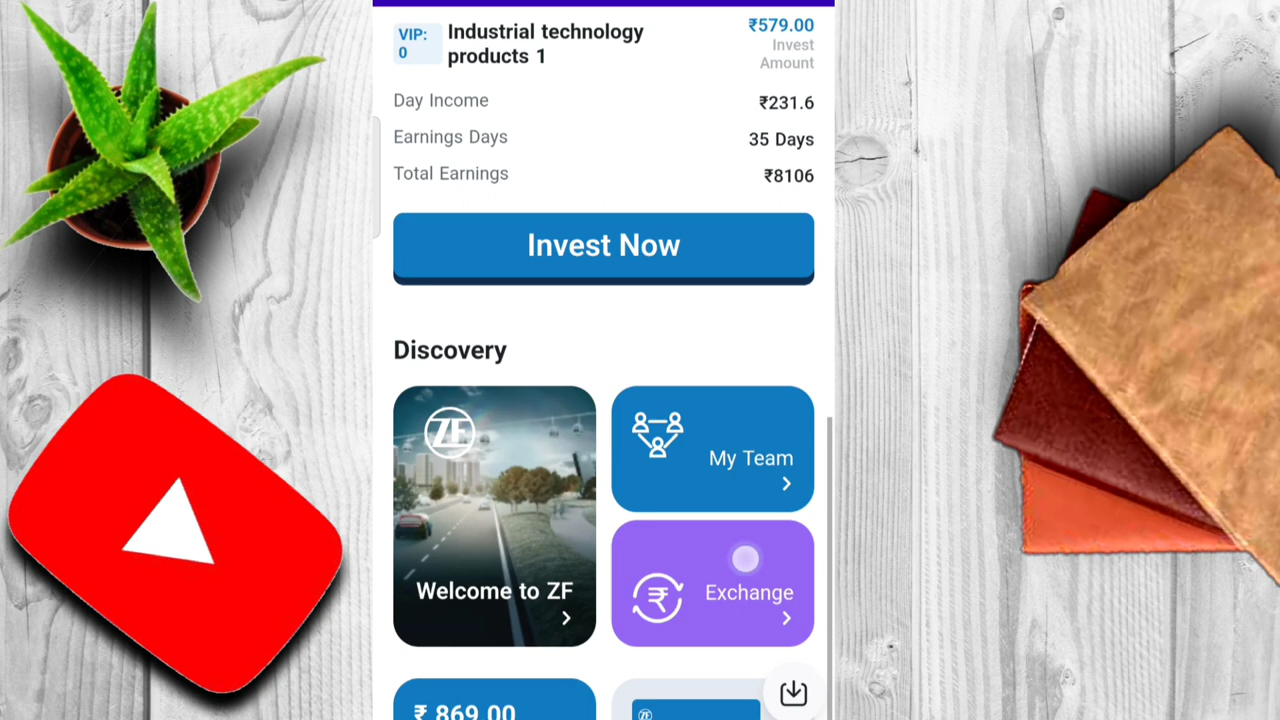 VIP:
0
Industrial technology
products 1
₹579.00
Invest
Amount
Day Income
₹231.6
Earnings Days
35 Days
Total Earnings
₹8106
Invest Now
Discovery
ZF
Welcome to ZF
My Team
Exchange
₹ 869.00
ZF